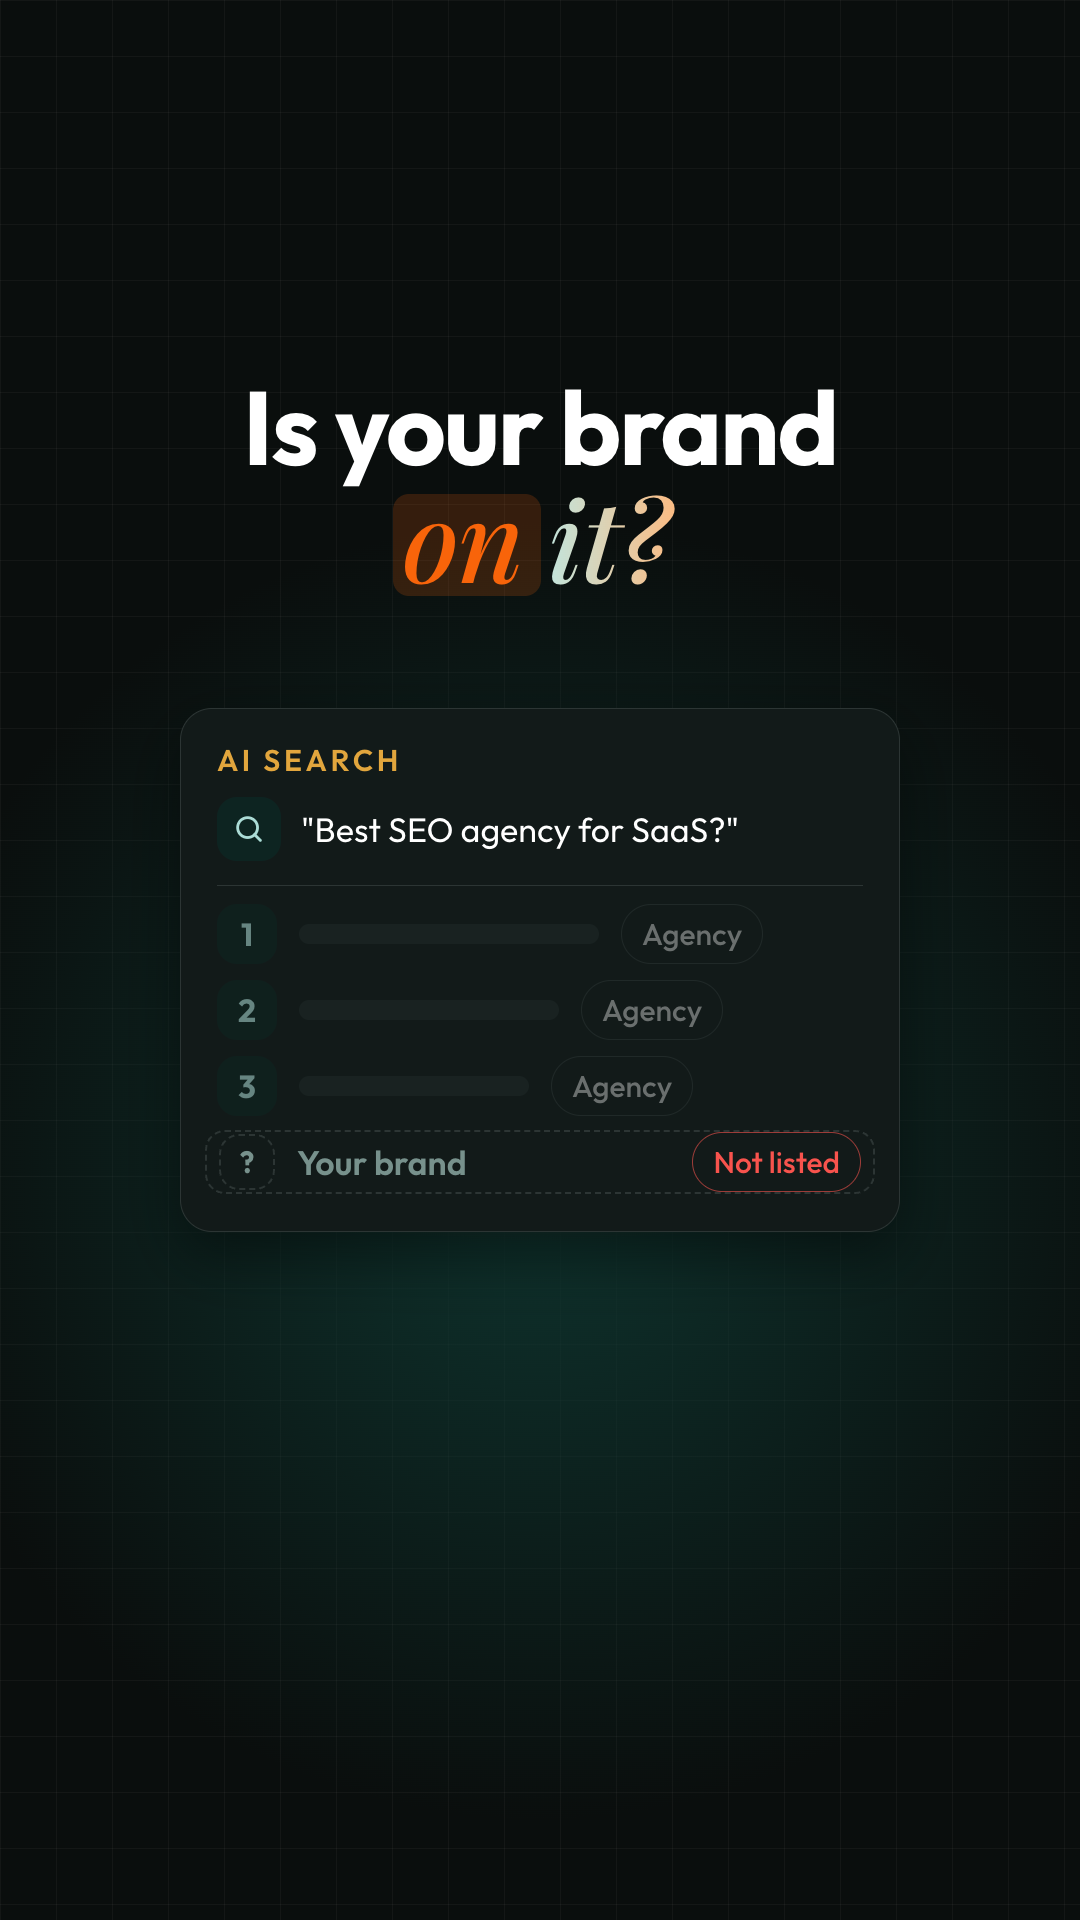 Is your brand
on it?
AI SEARCH
"Best SEO agency for SaaS?"
1 Agency
2 Agency
3 Agency
? Your brand Not listed